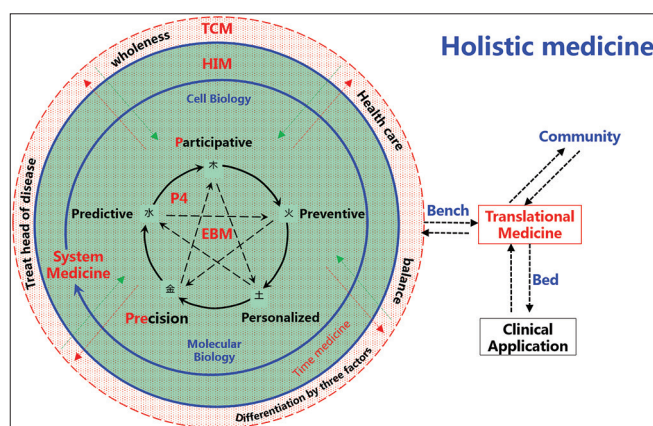 Holistic medicine
TCM
wholeness
HIM
Health care
Treat head of disease
Cell Biology
Participative
木
P4
Predictive
水
火
Preventive
EBM
System
Medicine
金
土
Precision
Personalized
Molecular
Biology
Time medicine
balance
Differentiation by three factors
Community
Bench
Translational
Medicine
Bed
Clinical
Application